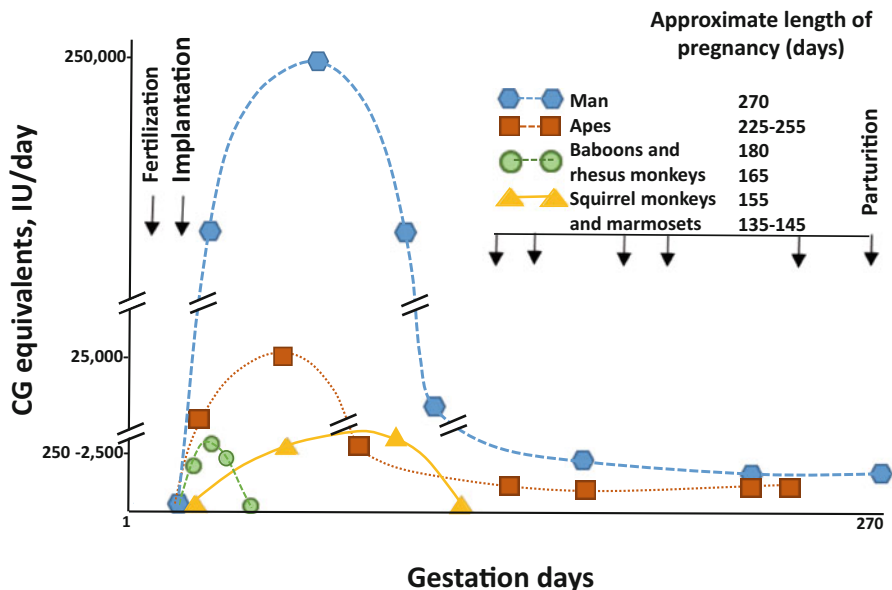 Approximate length of
pregnancy (days)
250,000
Fertilization
Implantation
Man 270
Apes 225-255
Baboons and 180
rhesus monkeys 165
Squirrel monkeys 155
and marmosets 135-145
Parturition
CG equivalents, IU/day
25,000
250 -2,500
1
270
Gestation days